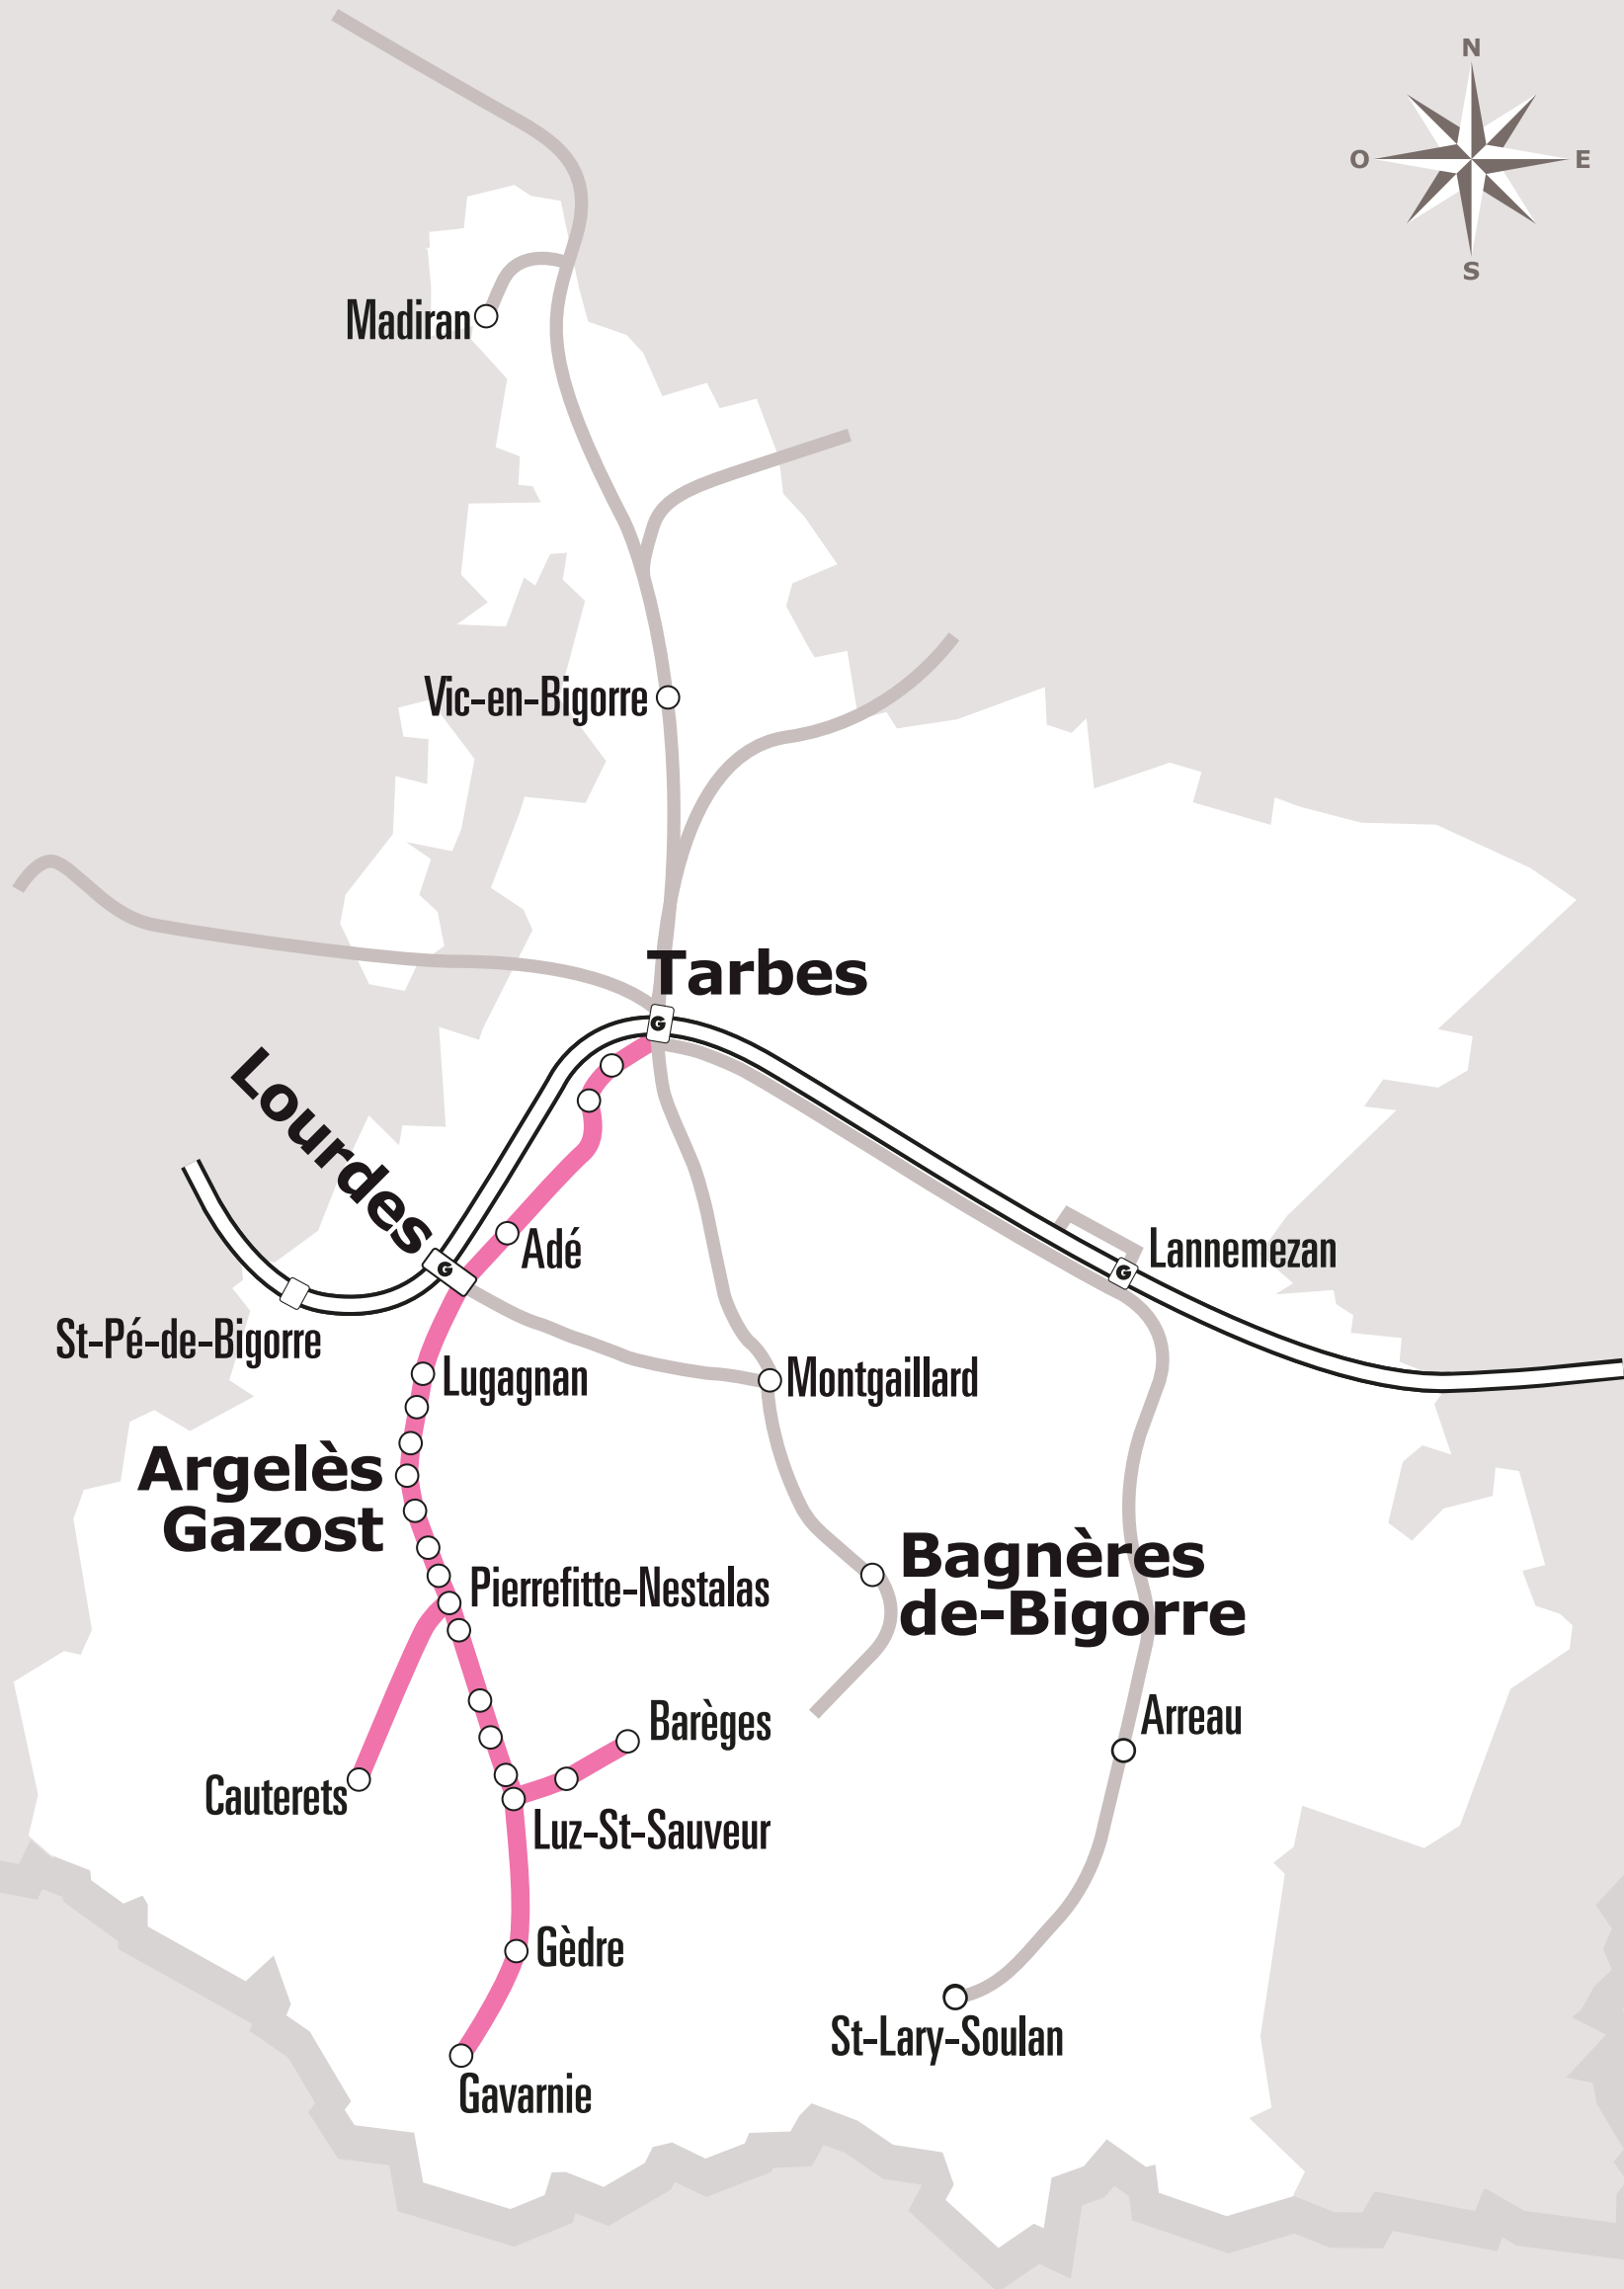 N
O
E
S
Madiran
Vic-en-Bigorre
Tarbes
G
Lourdes
Adé
G
Lannemezan
G
St-Pé-de-Bigorre
Lugagnan
Montgaillard
Argelès
Gazost
Bagnères
de-Bigorre
Pierrefitte-Nestalas
Barèges
Arreau
Cauterets
Luz-St-Sauveur
Gèdre
St-Lary-Soulan
Gavarnie